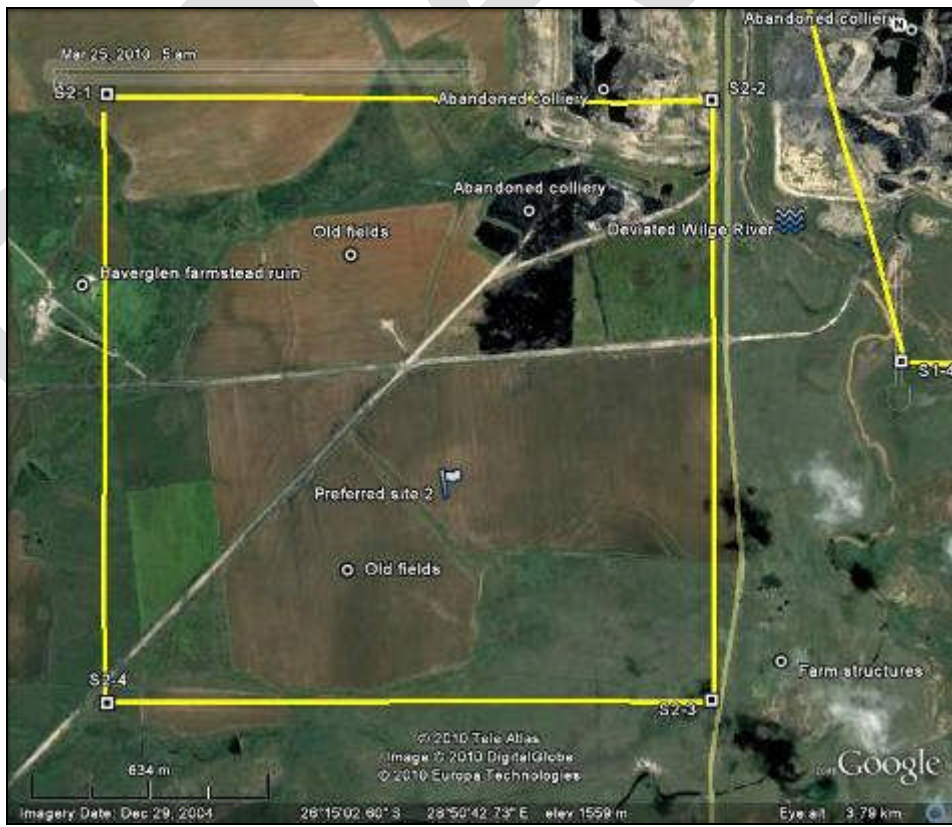 Abandoned colliery
N
Mar 25, 2010 5 am
S2-1
Abandoned colliery
S2-2
Abandoned colliery
Old fields
Deviated Wilge River
Haverglen farmstead ruin
S1-4
Preferred site 2
Old fields
Farm structures
S2-4
S2-3
© 2010 Tele Atlas
Image © 2010 DigitalGlobe
© 2010 Europa Technologies
634 m
Google
Imagery Date: Dec 29, 2004
26°15'02.60" S 28°50'42.73" E elev 1559 m
Eye alt 3.79 km